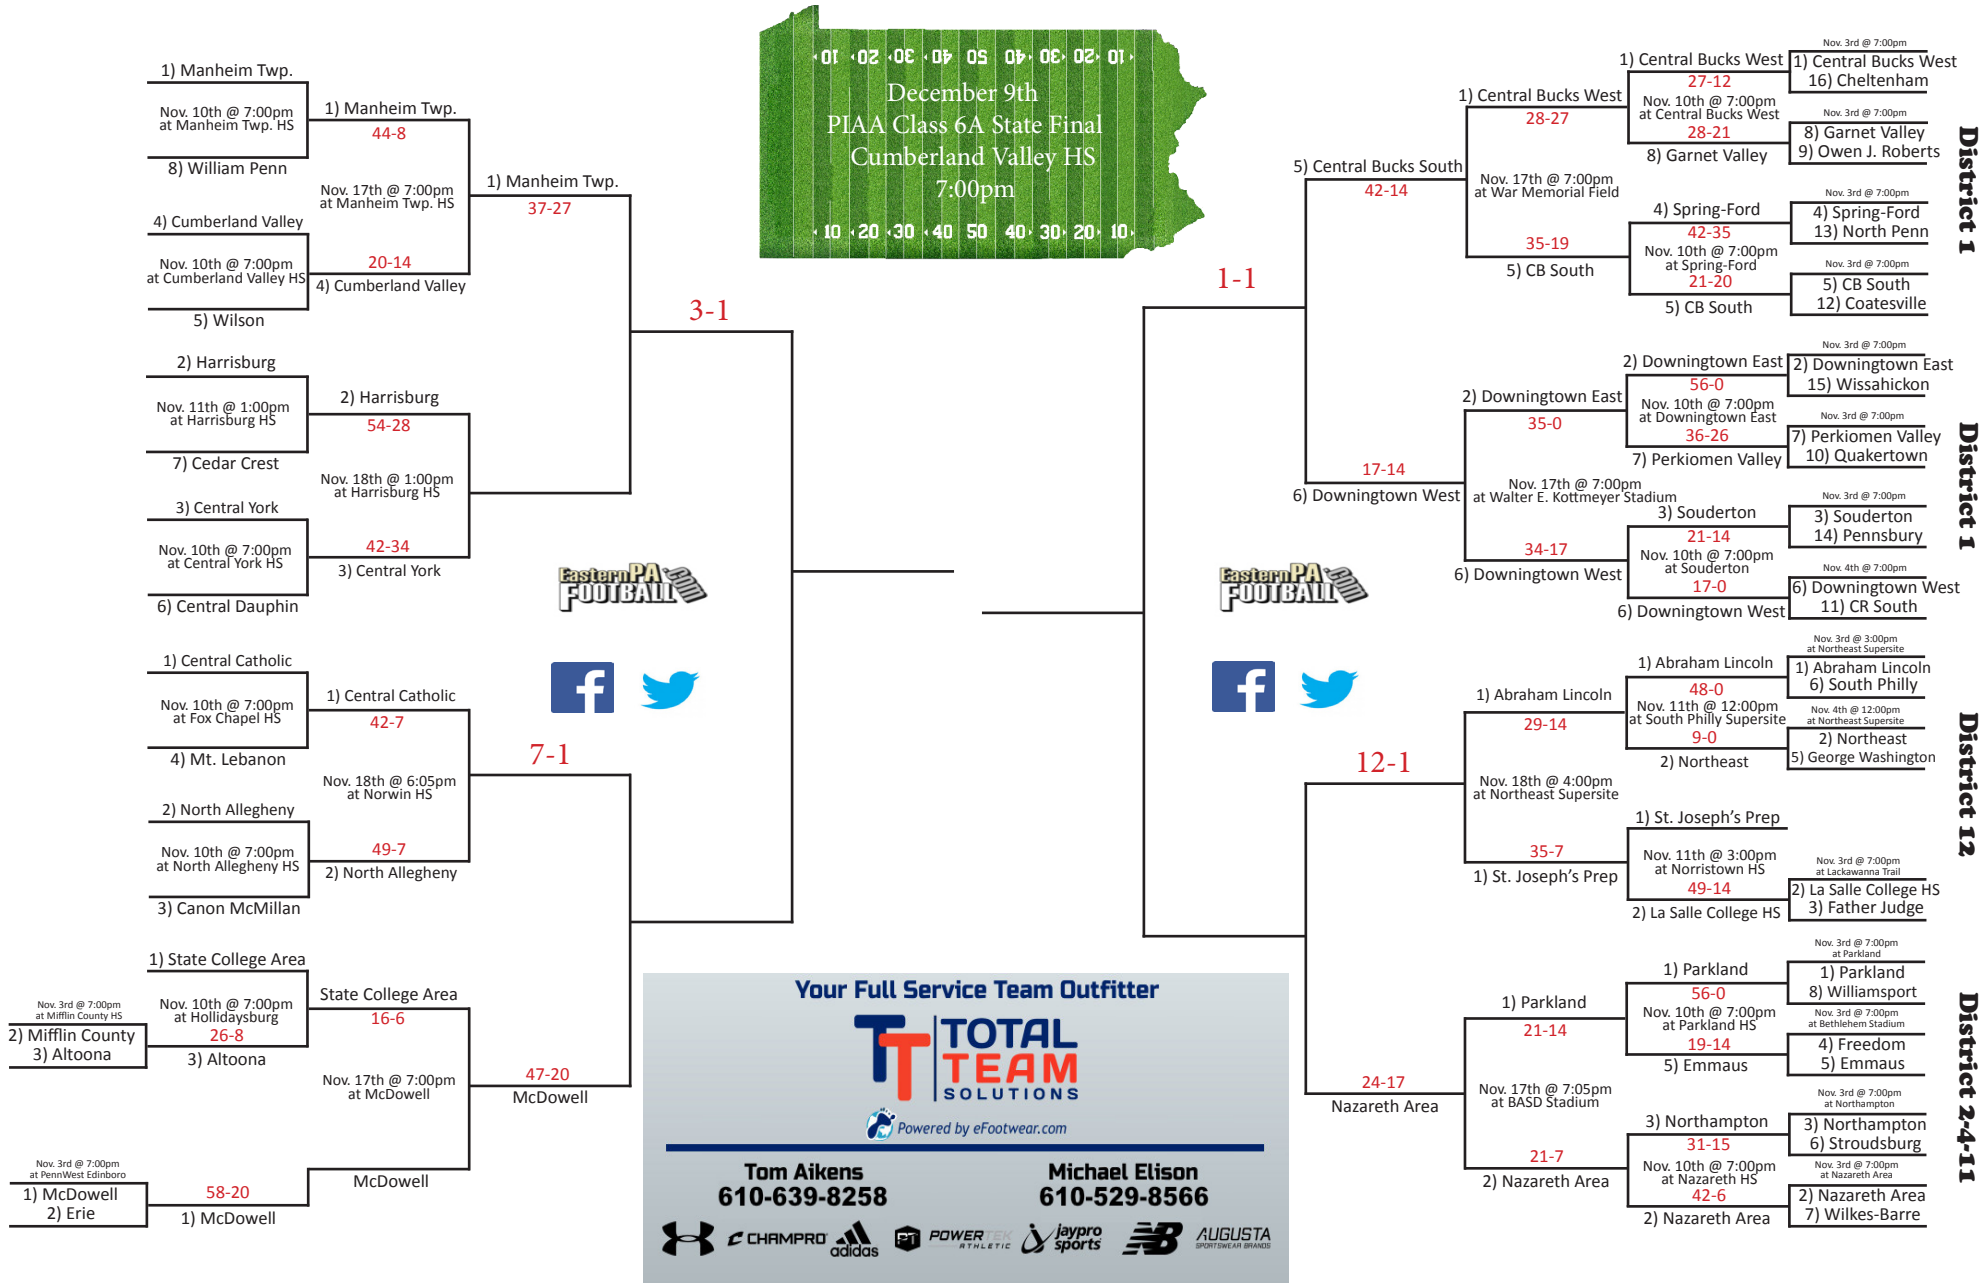 10 20 30 40 50 40 30 20 10
December 9th
PIAA Class 6A State Final
Cumberland Valley HS
7:00pm
10 20 30 40 50 40 30 20 10
1) Manheim Twp.
Nov. 10th @ 7:00pm
at Manheim Twp. HS
8) William Penn
1) Manheim Twp.
44-8
Nov. 17th @ 7:00pm
at Manheim Twp. HS
4) Cumberland Valley
Nov. 10th @ 7:00pm
at Cumberland Valley HS
5) Wilson
20-14
4) Cumberland Valley
1) Manheim Twp.
37-27
3-1
2) Harrisburg
Nov. 11th @ 1:00pm
at Harrisburg HS
7) Cedar Crest
2) Harrisburg
54-28
Nov. 18th @ 1:00pm
at Harrisburg HS
3) Central York
Nov. 10th @ 7:00pm
at Central York HS
6) Central Dauphin
42-34
3) Central York
1) Central Catholic
Nov. 10th @ 7:00pm
at Fox Chapel HS
4) Mt. Lebanon
1) Central Catholic
42-7
Nov. 18th @ 6:05pm
at Norwin HS
2) North Allegheny
Nov. 10th @ 7:00pm
at North Allegheny HS
3) Canon McMillan
49-7
2) North Allegheny
7-1
1) State College Area
Nov. 10th @ 7:00pm
at Hollidaysburg
26-8
3) Altoona
Nov. 3rd @ 7:00pm
at Mifflin County HS
2) Mifflin County
3) Altoona
State College Area
16-6
Nov. 17th @ 7:00pm
at McDowell
McDowell
Nov. 3rd @ 7:00pm
at PennWest Edinboro
1) McDowell
2) Erie
58-20
1) McDowell
47-20
McDowell
EasternPA
FOOTBALL
.com
EasternPA
FOOTBALL
.com
1-1
5) Central Bucks South
42-14
1) Central Bucks West
28-27
Nov. 17th @ 7:00pm
at War Memorial Field
35-19
5) CB South
1) Central Bucks West
27-12
Nov. 10th @ 7:00pm
at Central Bucks West
28-21
8) Garnet Valley
Nov. 3rd @ 7:00pm
1) Central Bucks West
16) Cheltenham
Nov. 3rd @ 7:00pm
8) Garnet Valley
9) Owen J. Roberts
4) Spring-Ford
42-35
Nov. 10th @ 7:00pm
at Spring-Ford
21-20
5) CB South
Nov. 3rd @ 7:00pm
4) Spring-Ford
13) North Penn
Nov. 3rd @ 7:00pm
5) CB South
12) Coatesville
District 1
17-14
6) Downingtown West
2) Downingtown East
35-0
Nov. 17th @ 7:00pm
at Walter E. Kottmeyer Stadium
34-17
6) Downingtown West
2) Downingtown East
56-0
Nov. 10th @ 7:00pm
at Downingtown East
36-26
7) Perkiomen Valley
Nov. 3rd @ 7:00pm
2) Downingtown East
15) Wissahickon
Nov. 3rd @ 7:00pm
7) Perkiomen Valley
10) Quakertown
3) Souderton
21-14
Nov. 10th @ 7:00pm
at Souderton
17-0
6) Downingtown West
Nov. 3rd @ 7:00pm
3) Souderton
14) Pennsbury
Nov. 4th @ 7:00pm
6) Downingtown West
11) CR South
District 1
12-1
1) Abraham Lincoln
29-14
Nov. 18th @ 4:00pm
at Northeast Supersite
35-7
1) St. Joseph's Prep
1) Abraham Lincoln
48-0
Nov. 11th @ 12:00pm
at South Philly Supersite
9-0
2) Northeast
Nov. 3rd @ 3:00pm
at Northeast Supersite
1) Abraham Lincoln
6) South Philly
Nov. 4th @ 12:00pm
at Northeast Supersite
2) Northeast
5) George Washington
1) St. Joseph's Prep
Nov. 11th @ 3:00pm
at Norristown HS
49-14
2) La Salle College HS
Nov. 3rd @ 7:00pm
at Lackawanna Trail
2) La Salle College HS
3) Father Judge
District 12
24-17
Nazareth Area
1) Parkland
21-14
Nov. 17th @ 7:05pm
at BASD Stadium
21-7
2) Nazareth Area
1) Parkland
56-0
Nov. 10th @ 7:00pm
at Parkland HS
19-14
5) Emmaus
Nov. 3rd @ 7:00pm
at Parkland
1) Parkland
8) Williamsport
Nov. 3rd @ 7:00pm
at Bethlehem Stadium
4) Freedom
5) Emmaus
3) Northampton
31-15
Nov. 10th @ 7:00pm
at Nazareth HS
42-6
2) Nazareth Area
Nov. 3rd @ 7:00pm
at Northampton
3) Northampton
6) Stroudsburg
Nov. 3rd @ 7:00pm
at Nazareth Area
2) Nazareth Area
7) Wilkes-Barre
District 2-4-11
Your Full Service Team Outfitter
TT TOTAL
TEAM
SOLUTIONS
Powered by eFootwear.com
Tom Aikens
610-639-8258
Michael Elison
610-529-8566
CHAMPRO
adidas
PT POWERTEK
ATHLETIC
jaypro
sports
NB
AUGUSTA
SPORTSWEAR BRANDS